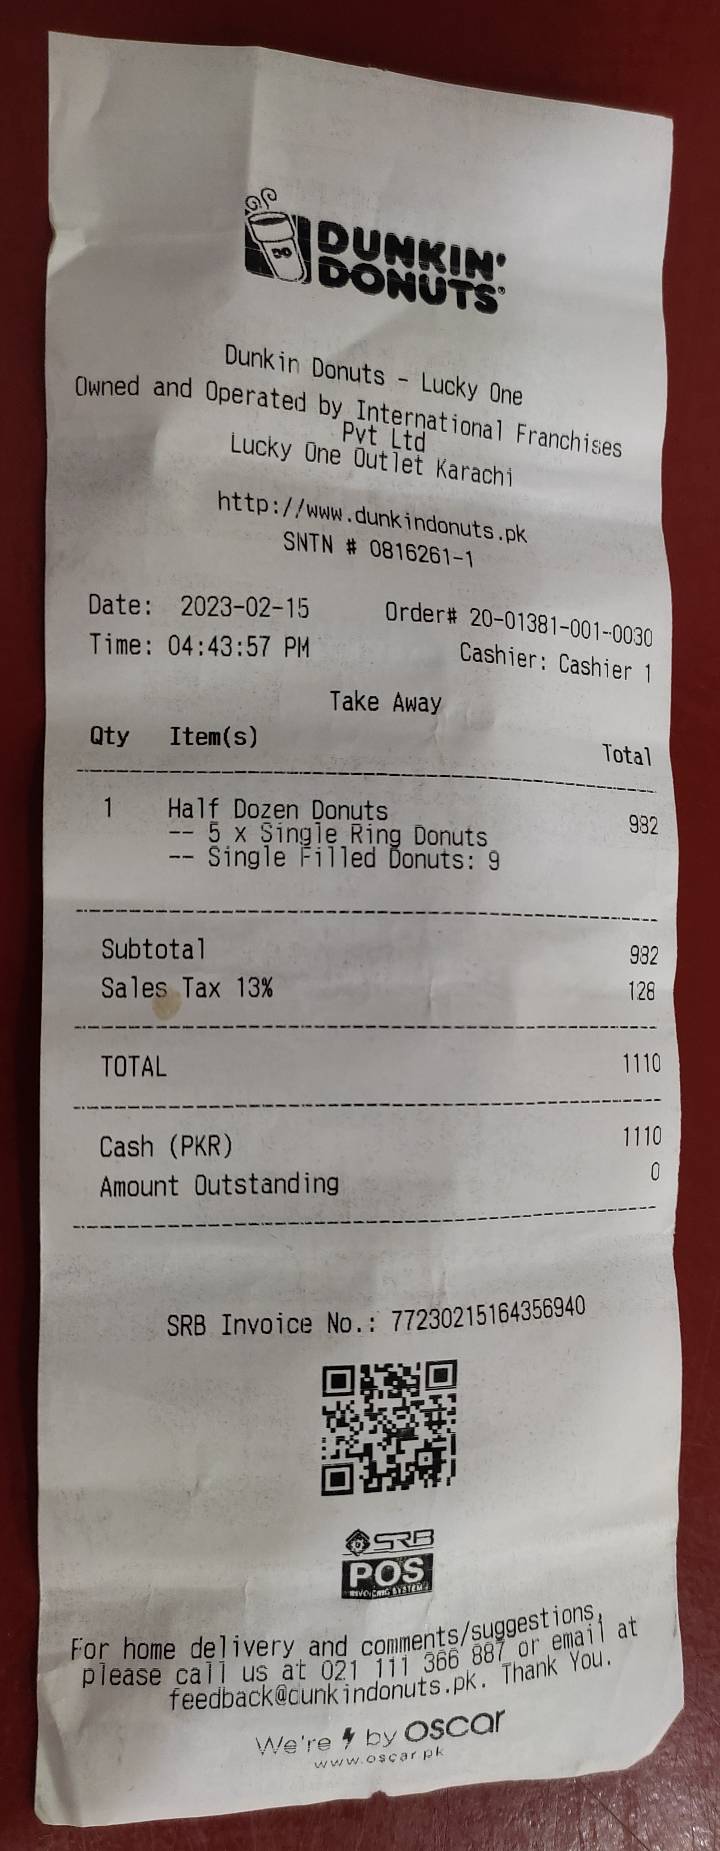 DUNKIN'
DONUTS
Dunkin Donuts - Lucky One
Owned and Operated by International Franchises
Pvt Ltd
Lucky One Outlet Karachi
http://www.dunkindonuts.pk
SNTN # 0816261-1
Date: 2023-02-15 Order# 20-01381-001-0030
Time: 04:43:57 PM Cashier: Cashier 1
Take Away
Qty Item(s) Total
1 Half Dozen Donuts 982
-- 5 x Single Ring Donuts
-- Single Filled Donuts: 9
Subtotal 982
Sales Tax 13% 128
TOTAL 1110
Cash (PKR) 1110
Amount Outstanding 0
SRB Invoice No.: 77230215164356940
SRB
POS
INVOICING SYSTEM
For home delivery and comments/suggestions,
please call us at 021 111 366 887 or email at
feedback@dunkindonuts.pk. Thank You.
We're by oscar
www.oscar.pk